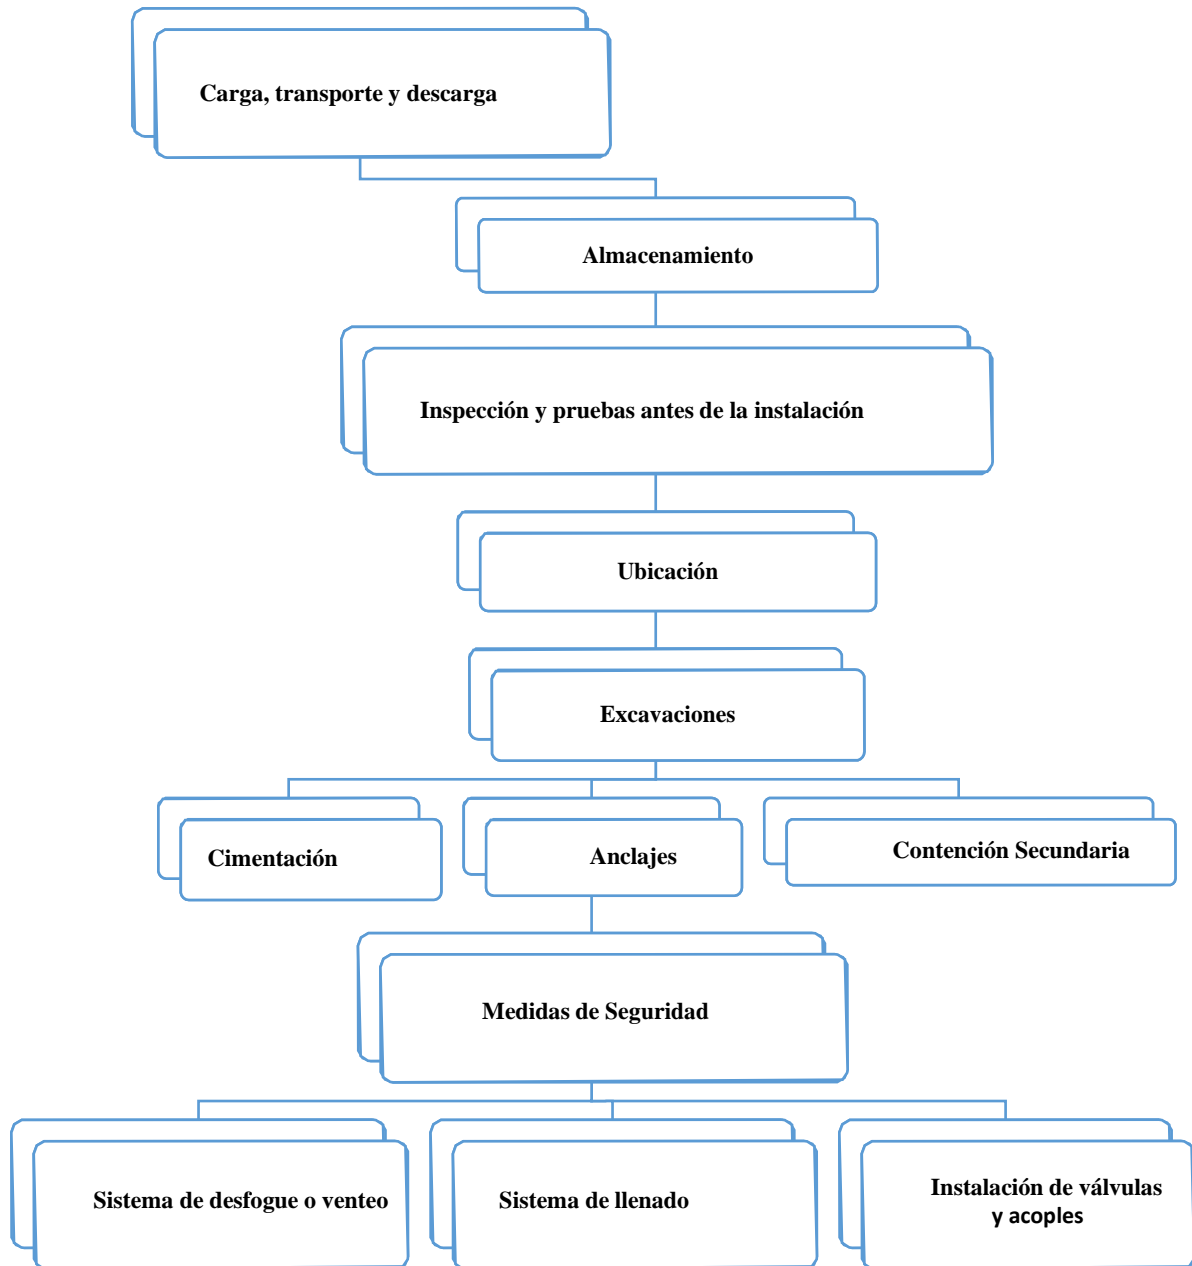 Carga, transporte y descarga
Almacenamiento
Inspección y pruebas antes de la instalación
Ubicación
Excavaciones
Cimentación
Anclajes
Contención Secundaria
Medidas de Seguridad
Sistema de desfogue o venteo
Sistema de llenado
Instalación de válvulas
y acoples